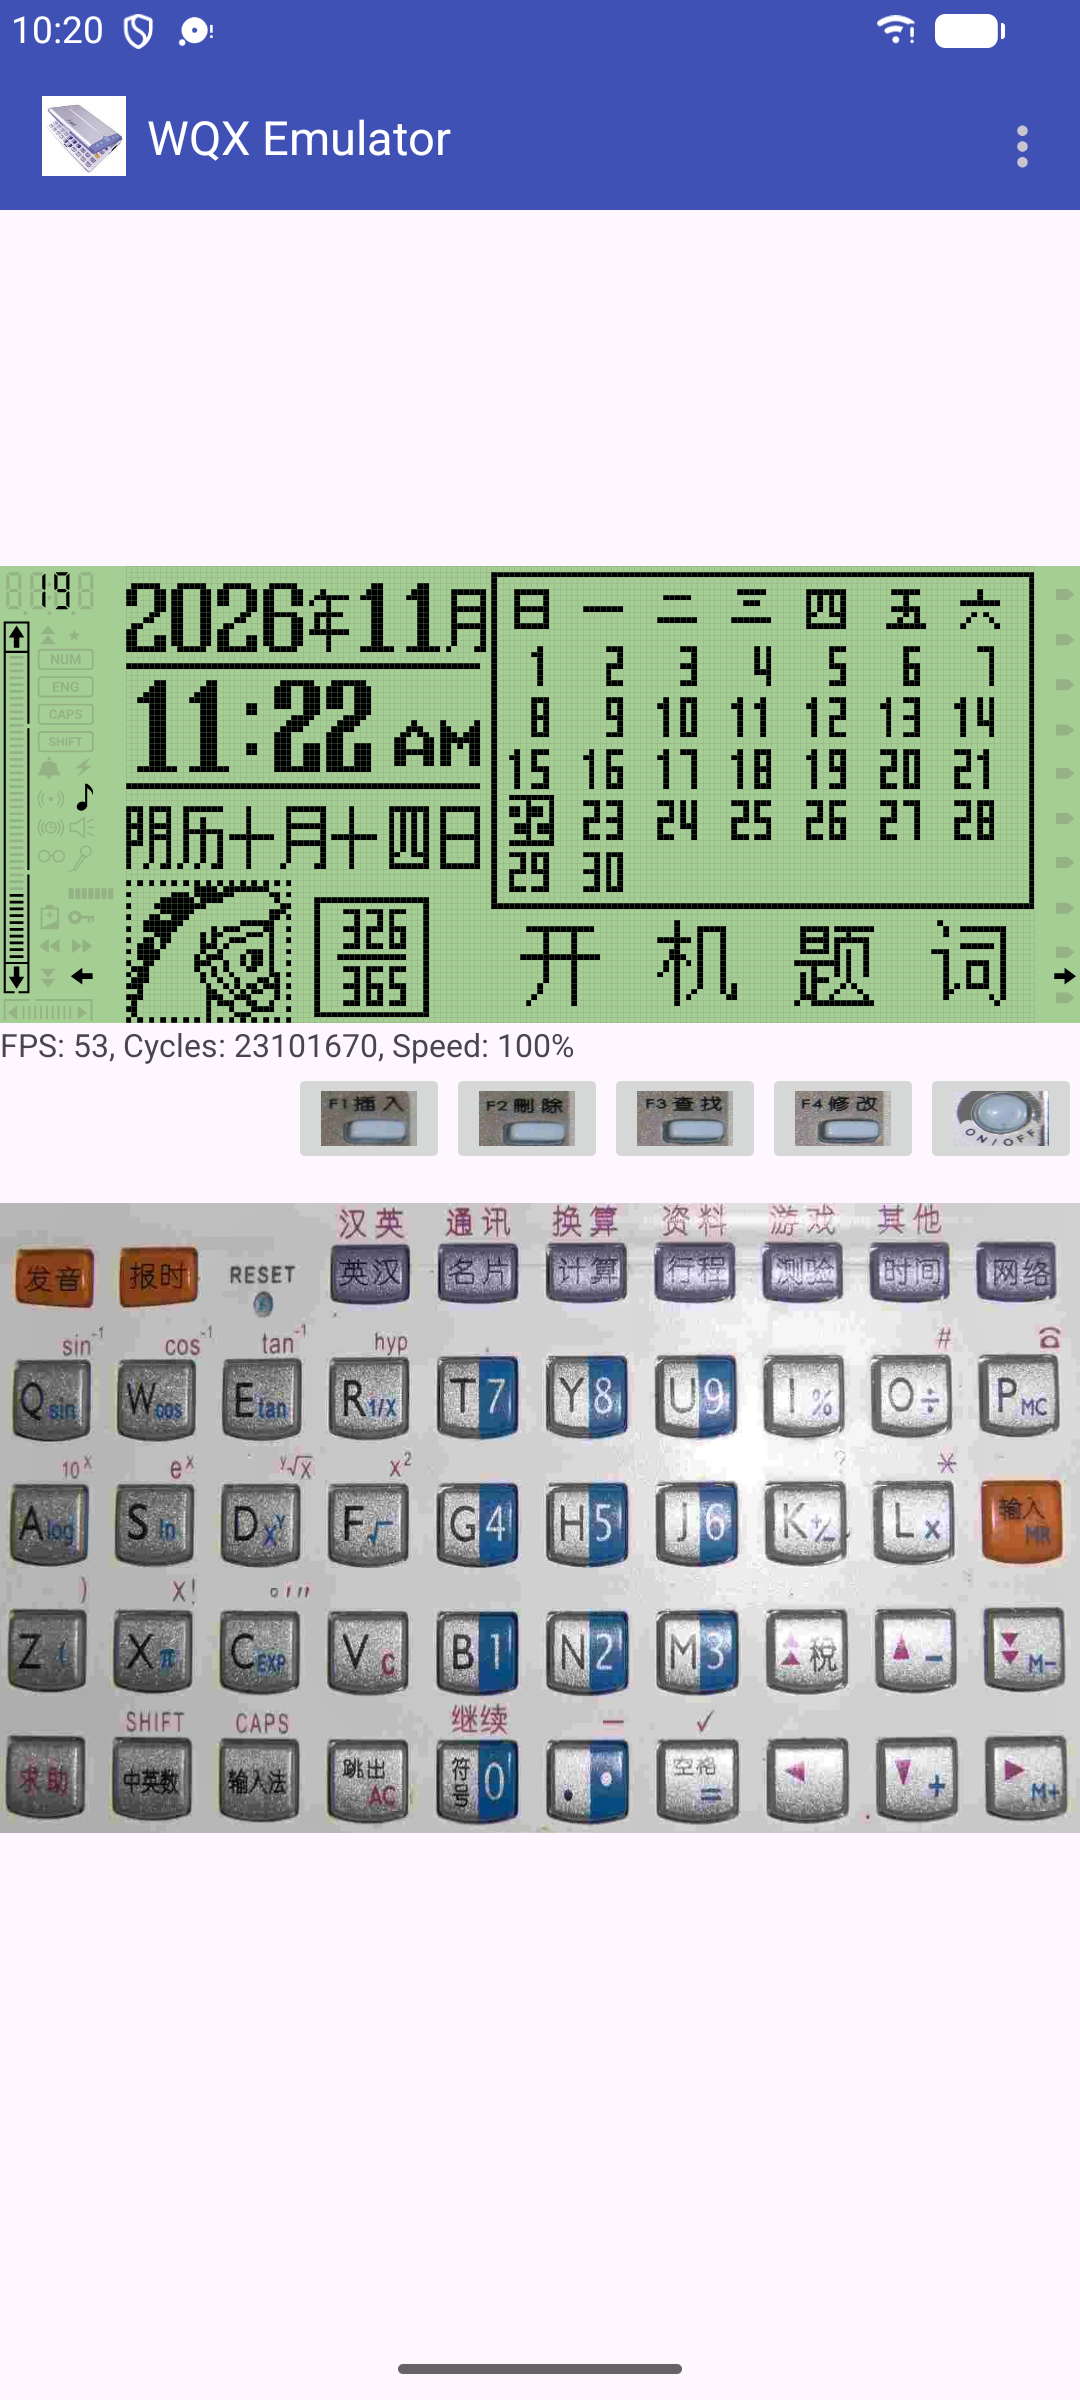 10:20
WQX Emulator
19
NUM
ENG
CAPS
SHIFT
2026年11月
11:22 AM
阴历十月十四日
326
365
日 一 二 三 四 五 六
1 2 3 4 5 6 7
8 9 10 11 12 13 14
15 16 17 18 19 20 21
22 23 24 25 26 27 28
29 30
开机题词
FPS: 53, Cycles: 23101670, Speed: 100%
F1插入 F2删除 F3查找 F4修改 ON/OFF
汉英 通讯 换算 资料 游戏 其他
发音 报时 RESET 英汉 名片 计算 行程 测验 时间 网络
sin⁻¹ cos⁻¹ tan⁻¹ hyp #
Q sin W cos E tan R 1/X T 7 Y 8 U 9 I % O ÷ P MC
10ˣ eˣ ʸ√x x² ? *
A log S ln D Xʸ F √ G 4 H 5 J 6 K +/- L × 输入 MR
) X! ° ′ ″
Z ( X π C EXP V C B 1 N 2 M 3 税 − M−
SHIFT CAPS 继续 — ✓
求助 中英数 输入法 跳出 AC 符号 0 . • 空格 = + M+